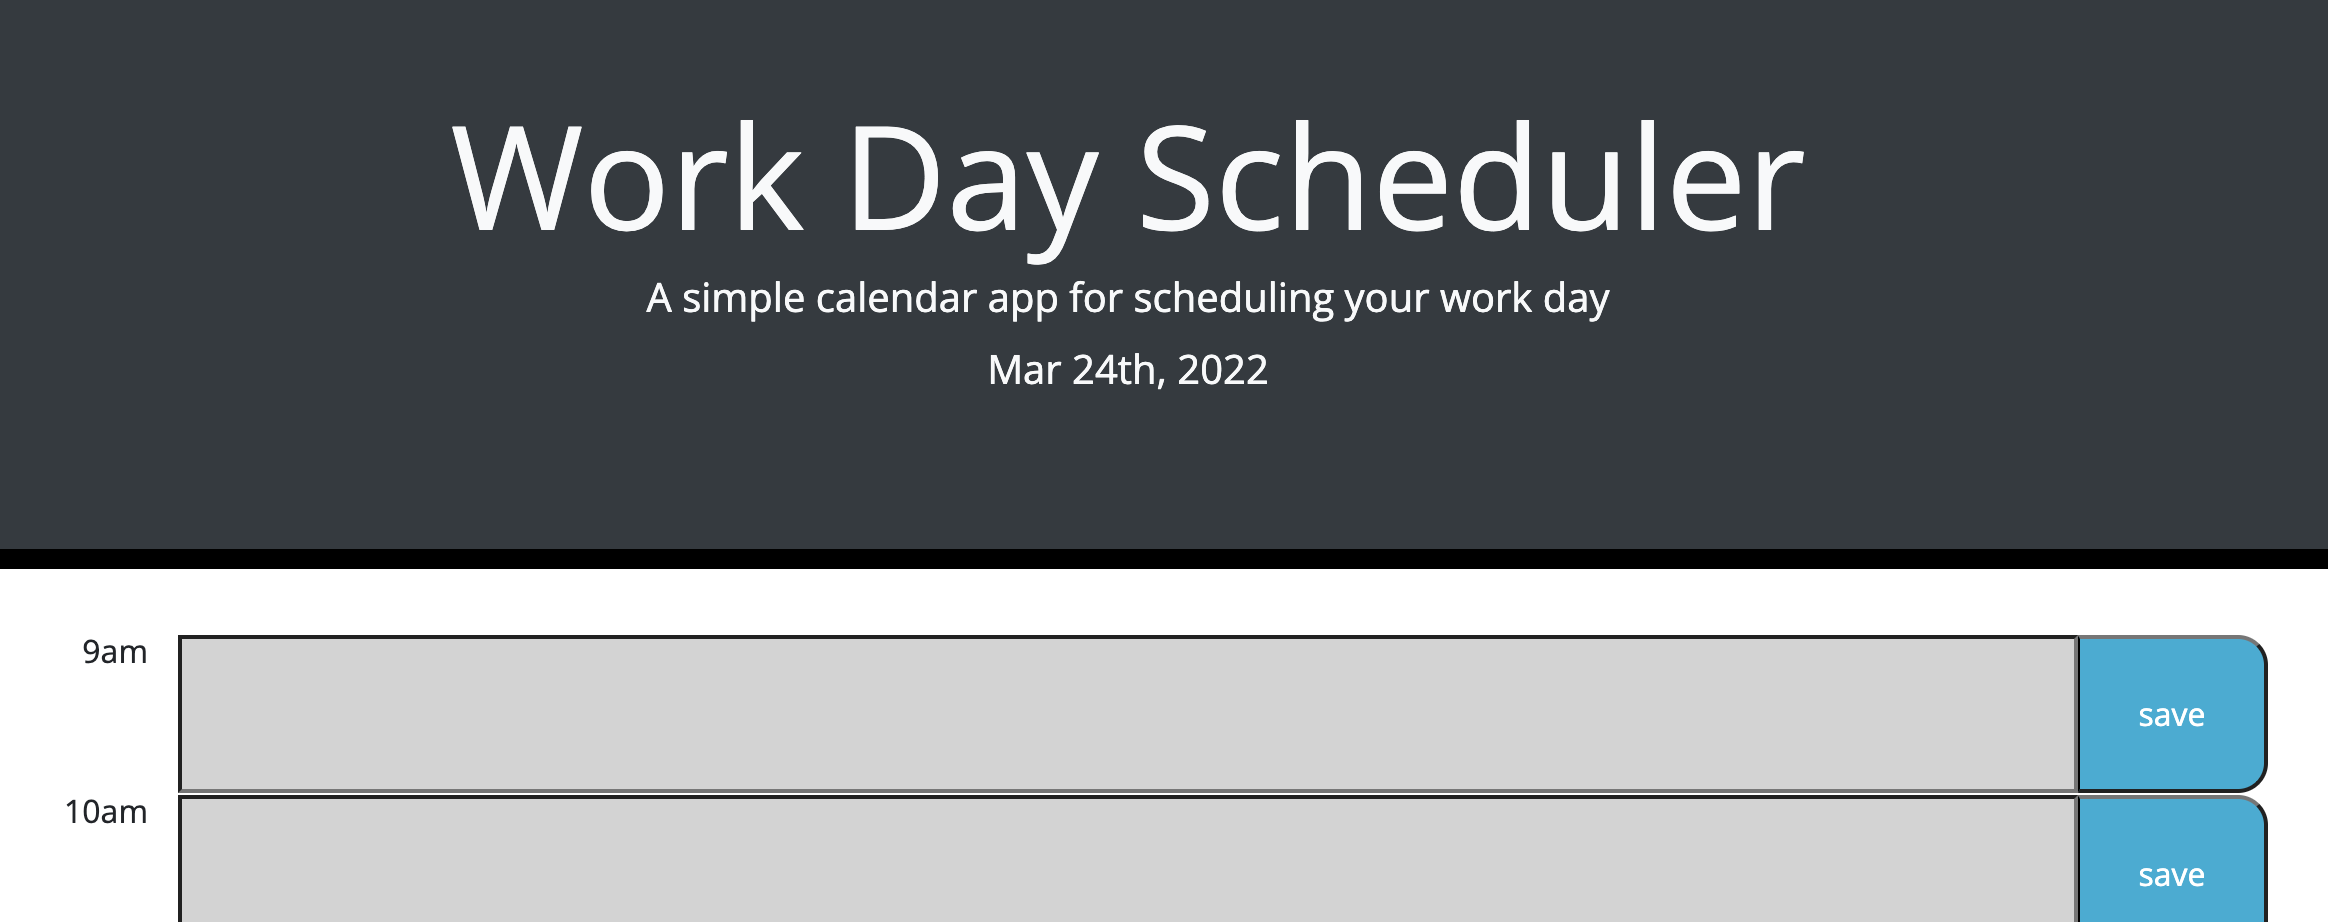 Work Day Scheduler
A simple calendar app for scheduling your work day
Mar 24th, 2022
9am
save
10am
save